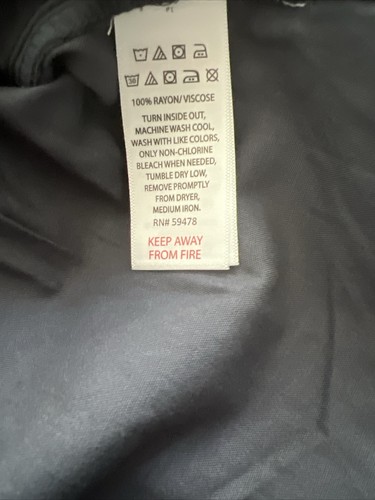 30
100% RAYON/VISCOSE
TURN INSIDE OUT,
MACHINE WASH COOL,
WASH WITH LIKE COLORS,
ONLY NON-CHLORINE
BLEACH WHEN NEEDED,
TUMBLE DRY LOW,
REMOVE PROMPTLY
FROM DRYER,
MEDIUM IRON.
RN# 59478
KEEP AWAY
FROM FIRE